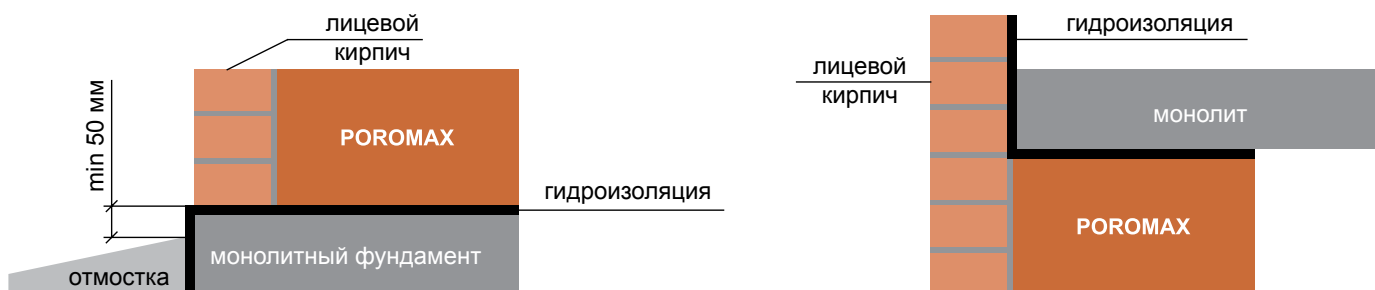 лицевой
кирпич
min 50 мм
POROMAX
гидроизоляция
монолитный фундамент
отмостка
гидроизоляция
лицевой
кирпич
монолит
POROMAX